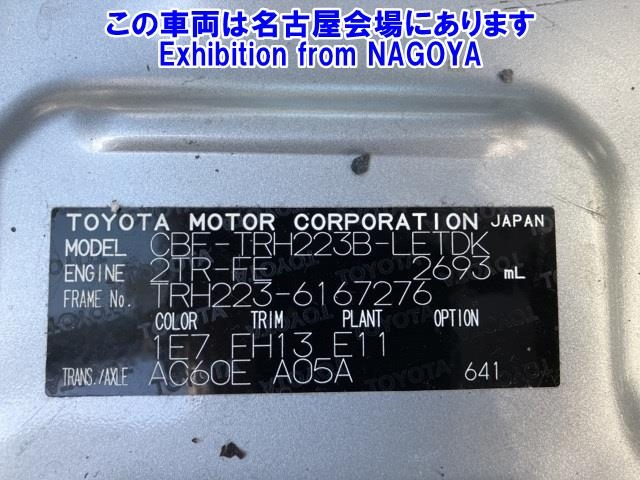 この車両は名古屋会場にあります
Exhibition from NAGOYA
TOYOTA MOTOR CORPORATION JAPAN
MODEL CBF-TRH223B-LETDK
ENGINE 2TR-FE 2693 mL
FRAME No. TRH223-6167276
COLOR TRIM PLANT OPTION
1E7 FH13 E11
TRANS./AXLE AC60E A05A 641